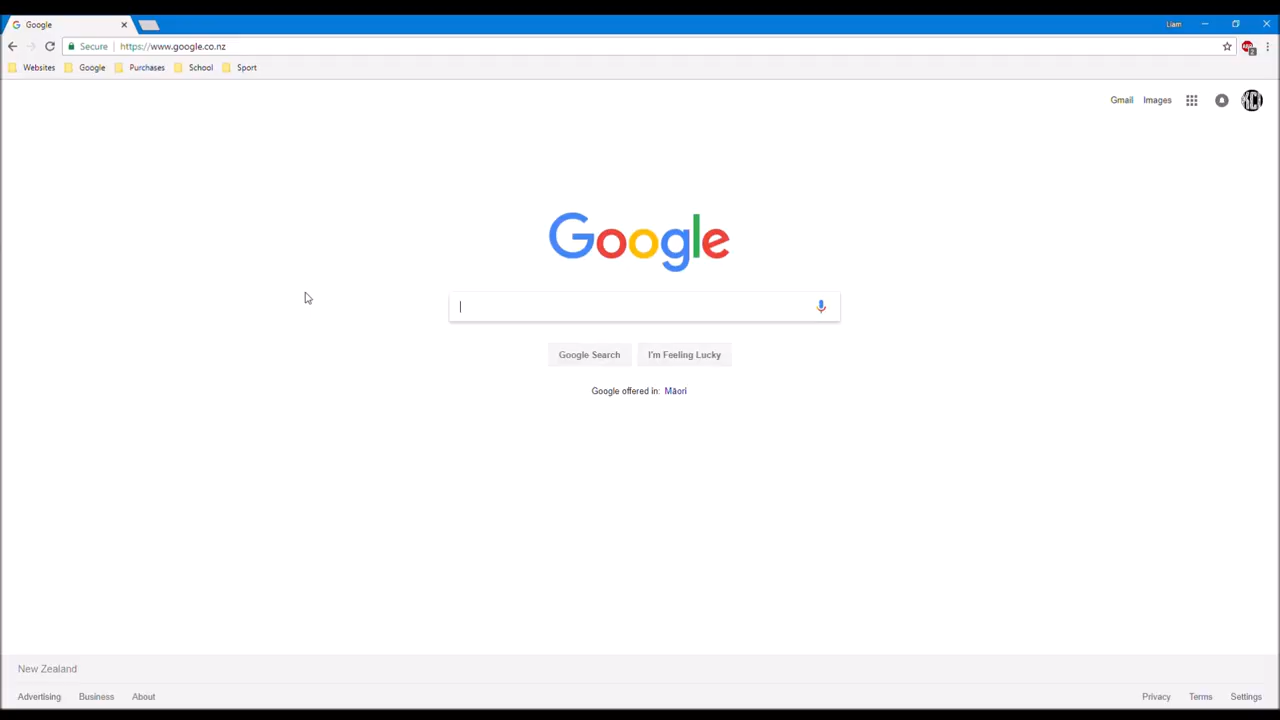 Google
Liam
Secure https://www.google.co.nz
Websites Google Purchases School Sport
Gmail Images
Google
Google Search I'm Feeling Lucky
Google offered in: Māori
New Zealand
Advertising Business About Privacy Terms Settings